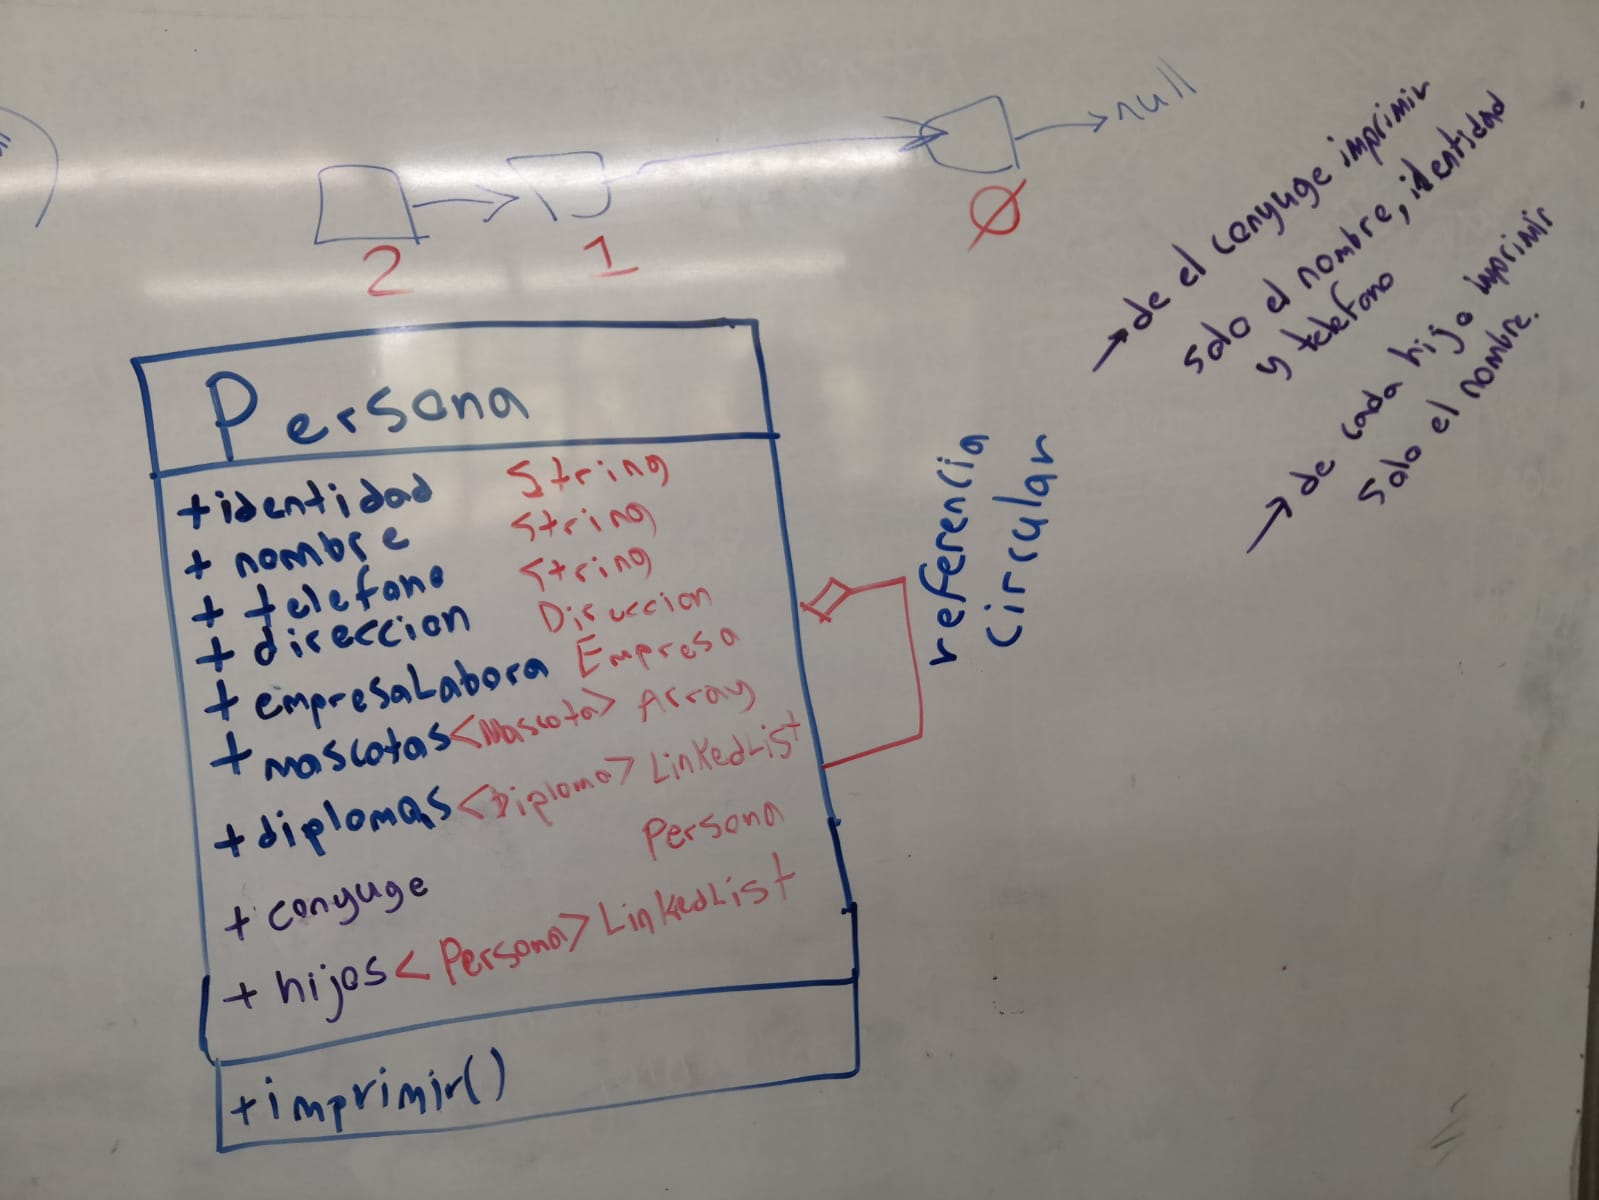 null
2
1
0
→ de el conyuge imprimir
solo el nombre, identidad
y telefono
→ de cada hijo imprimir
solo el nombre.
Persona
+ identidad String
+ nombre String
+ telefono String
+ direccion Direccion
+ empresaLabora Empresa
+ mascotas <Mascota> Array
+ diplomas <Diploma> LinkedList
+ conyuge Persona
+ hijos < Persona> LinkedList
+ imprimir()
referencia
circular